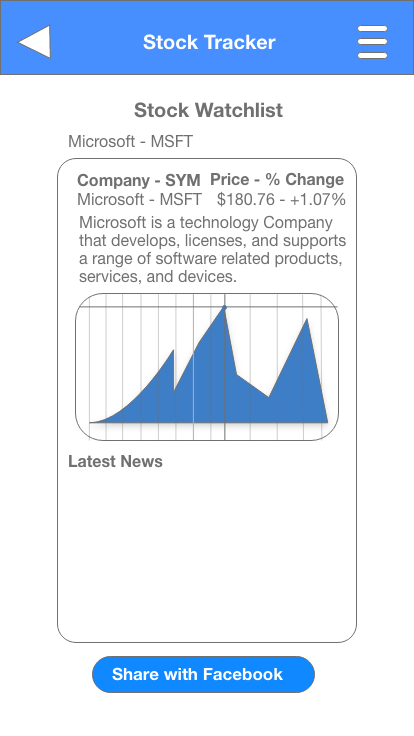 Stock Tracker
Stock Watchlist
Microsoft - MSFT
Company - SYM Price - % Change
Microsoft - MSFT $180.76 - +1.07%
Microsoft is a technology Company
that develops, licenses, and supports
a range of software related products,
services, and devices.
Latest News
Share with Facebook